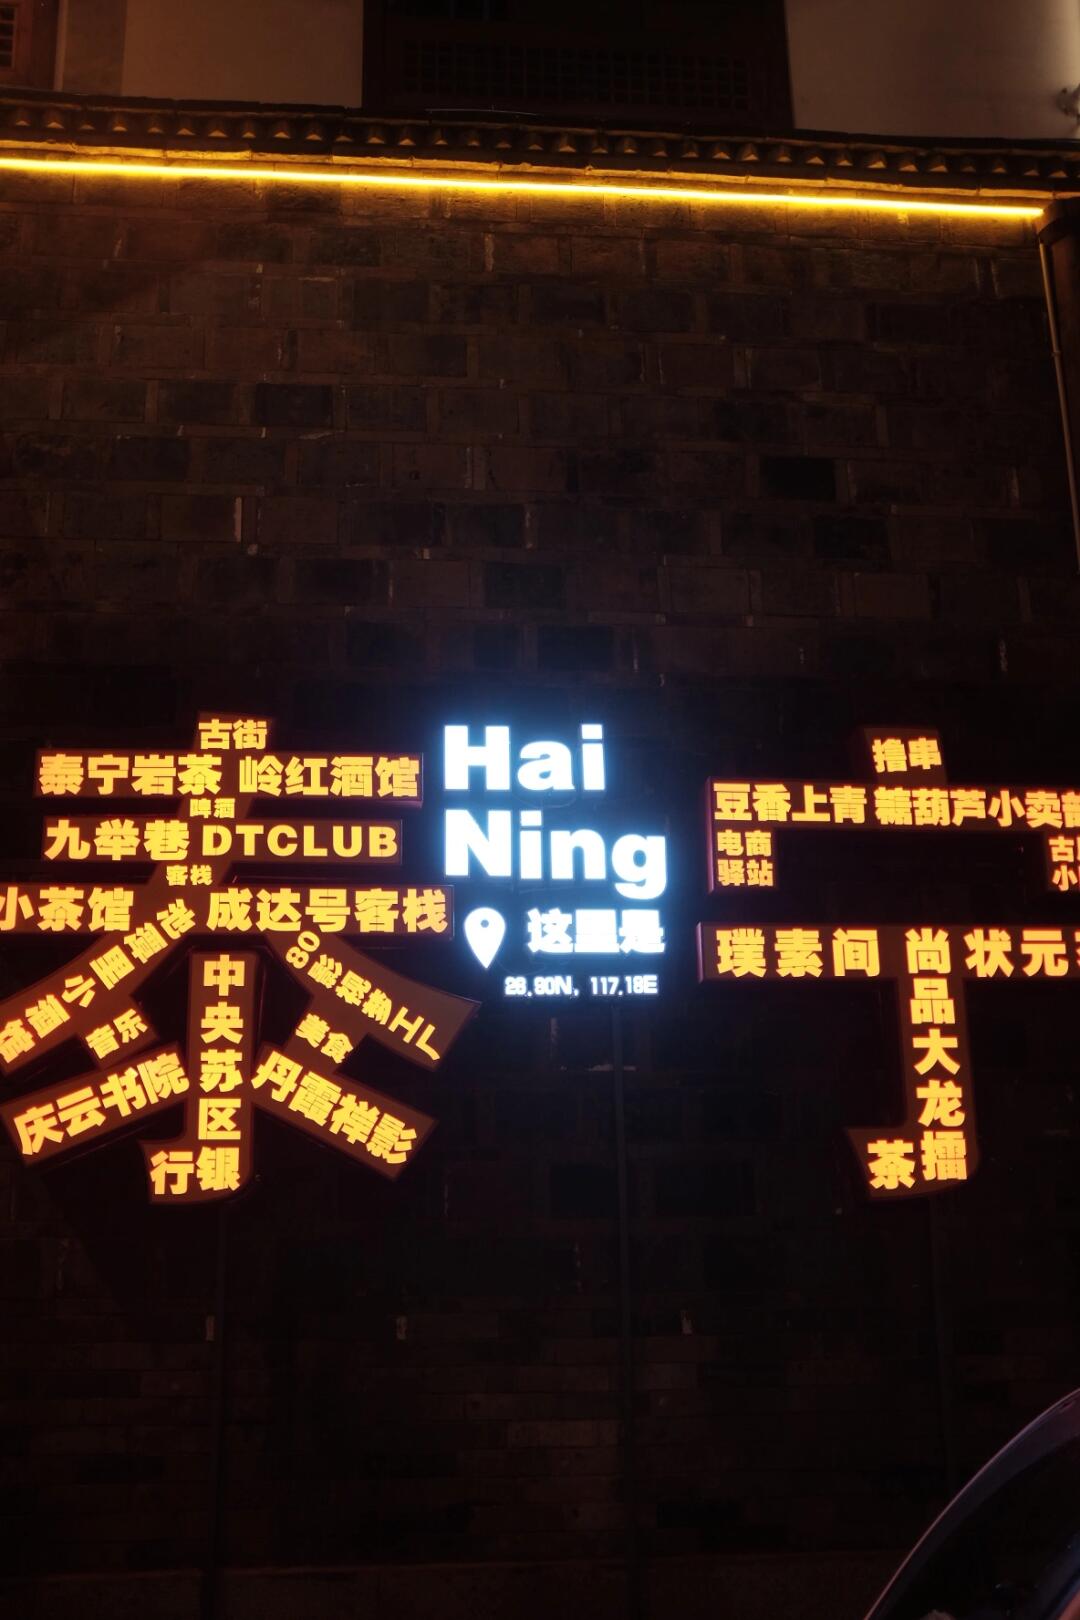 古街
泰宁岩茶 岭红酒馆
啤酒
九举巷 DTCLUB
客栈
小茶馆
成达号客栈
音乐
庆云书院
中央苏区
银行
美食
丹霞祥影
Hai
Ning
这里是
117.18E
撸串
豆香上青 糖葫芦小卖部
电商
驿站
璞素间 尚 状元
品大龙擂
茶